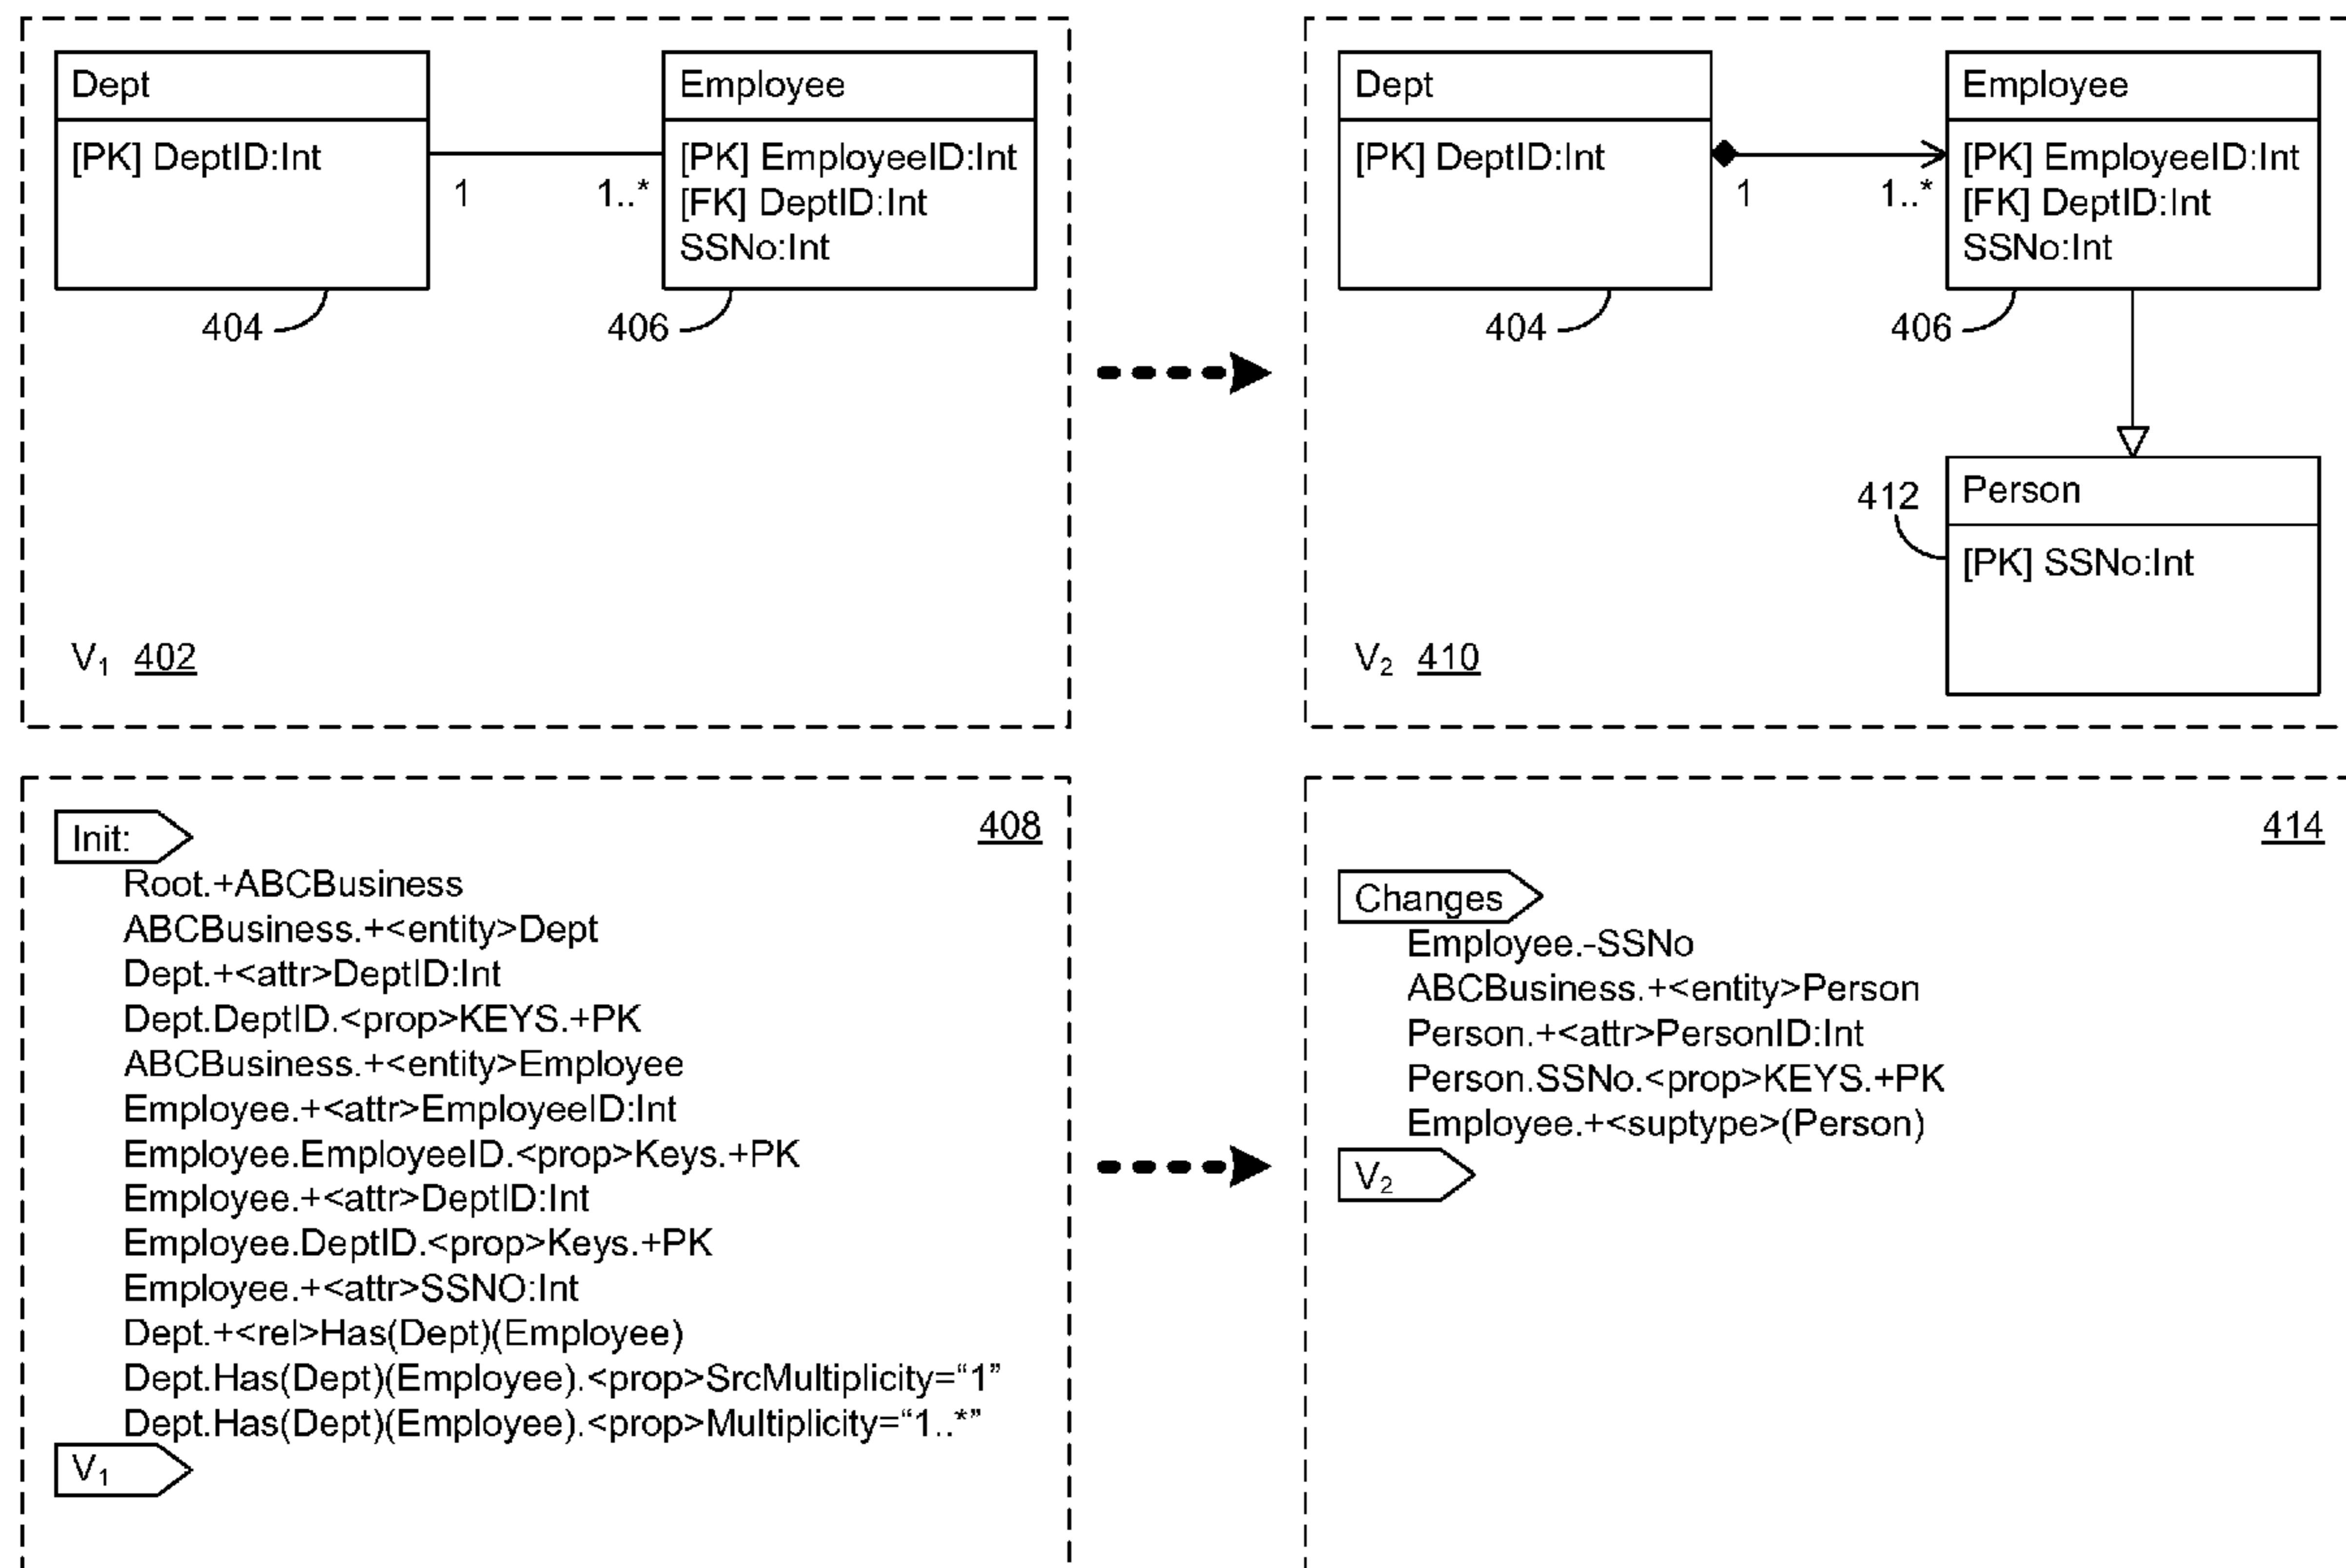 Dept
[PK] DeptID:Int
1
1..*
Employee
[PK] EmployeeID:Int
[FK] DeptID:Int
SSNo:Int
404
406
V₁ 402
Dept
[PK] DeptID:Int
1
1..*
Employee
[PK] EmployeeID:Int
[FK] DeptID:Int
SSNo:Int
404
406
412
Person
[PK] SSNo:Int
V₂ 410
408
Init:
Root.+ABCBusiness
ABCBusiness.+<entity>Dept
Dept.+<attr>DeptID:Int
Dept.DeptID.<prop>KEYS.+PK
ABCBusiness.+<entity>Employee
Employee.+<attr>EmployeeID:Int
Employee.EmployeeID.<prop>Keys.+PK
Employee.+<attr>DeptID:Int
Employee.DeptID.<prop>Keys.+PK
Employee.+<attr>SSNO:Int
Dept.+<rel>Has(Dept)(Employee)
Dept.Has(Dept)(Employee).<prop>SrcMultiplicity=“1”
Dept.Has(Dept)(Employee).<prop>Multiplicity=“1..*”
V₁
414
Changes
Employee.-SSNo
ABCBusiness.+<entity>Person
Person.+<attr>PersonID:Int
Person.SSNo.<prop>KEYS.+PK
Employee.+<suptype>(Person)
V₂